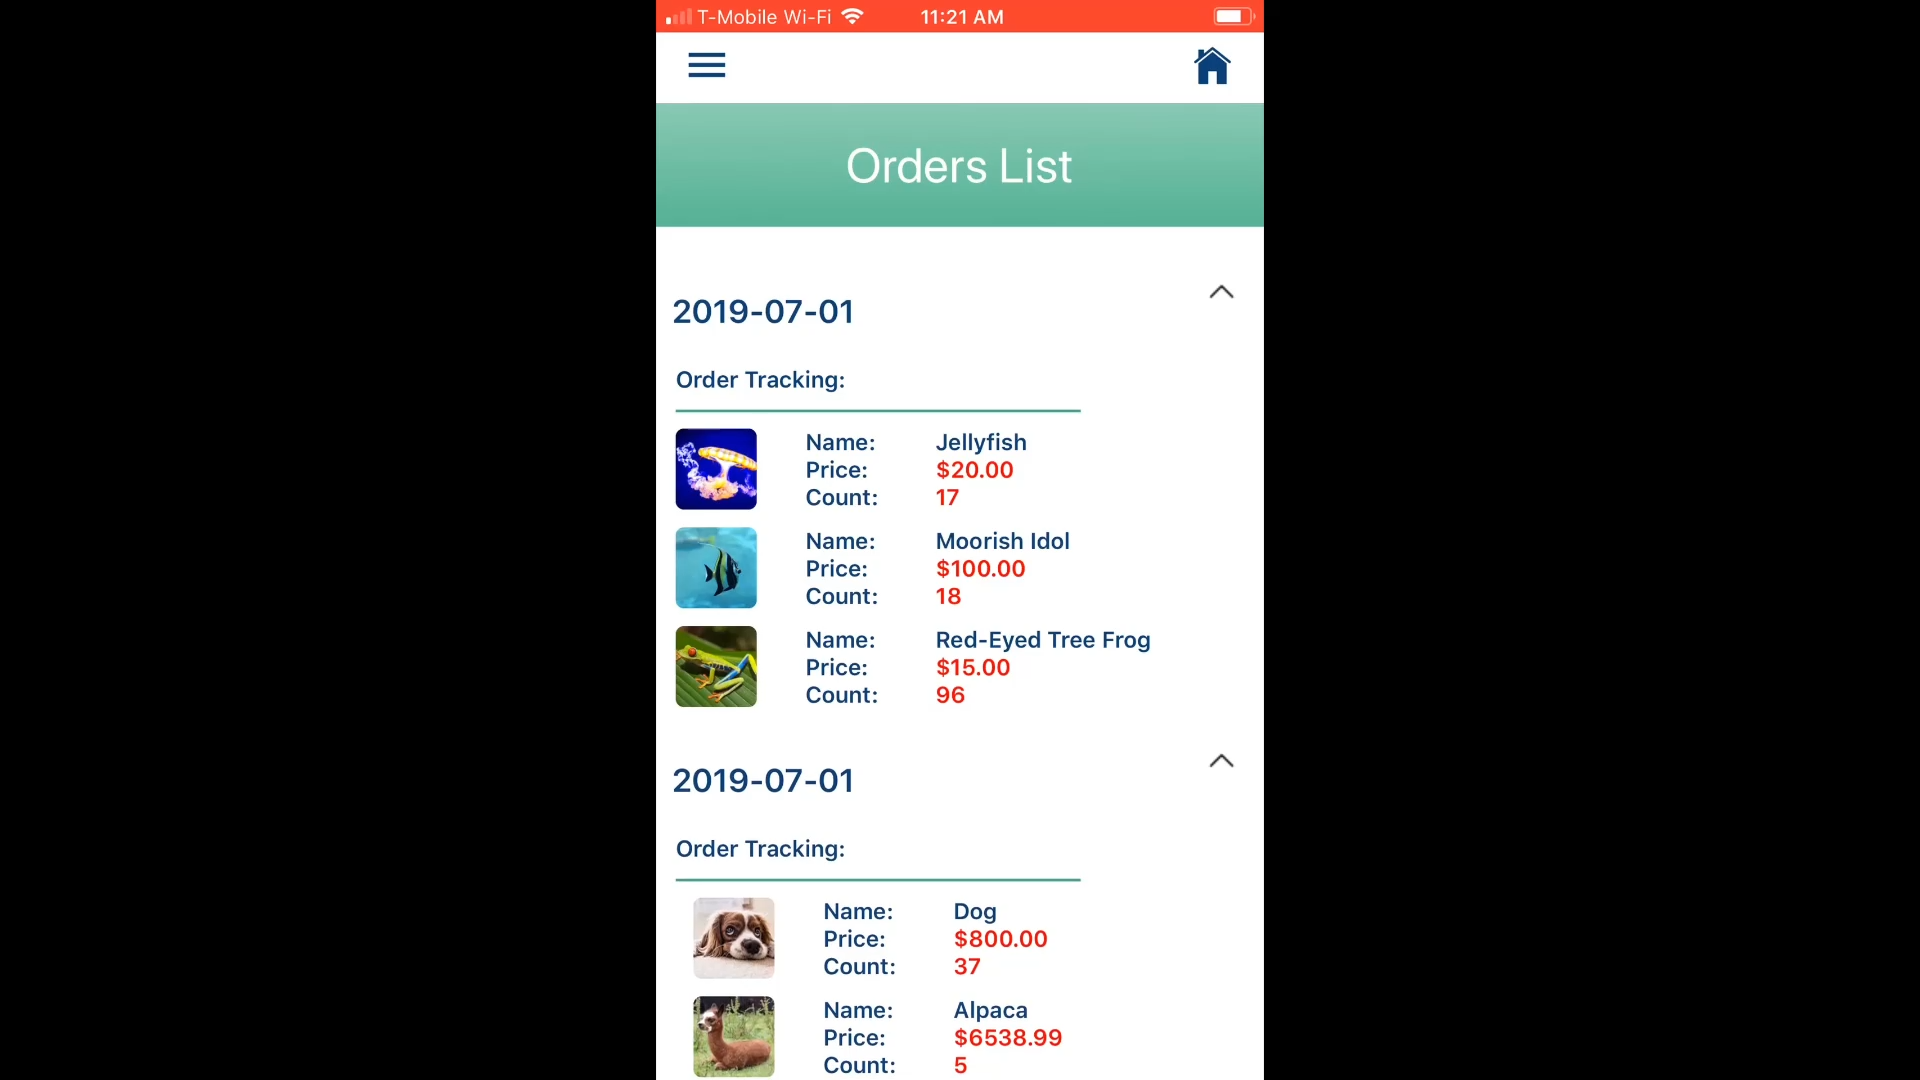 T-Mobile Wi-Fi 11:21 AM
Orders List
2019-07-01
Order Tracking:
Name: Jellyfish
Price: $20.00
Count: 17
Name: Moorish Idol
Price: $100.00
Count: 18
Name: Red-Eyed Tree Frog
Price: $15.00
Count: 96
2019-07-01
Order Tracking:
Name: Dog
Price: $800.00
Count: 37
Name: Alpaca
Price: $6538.99
Count: 5